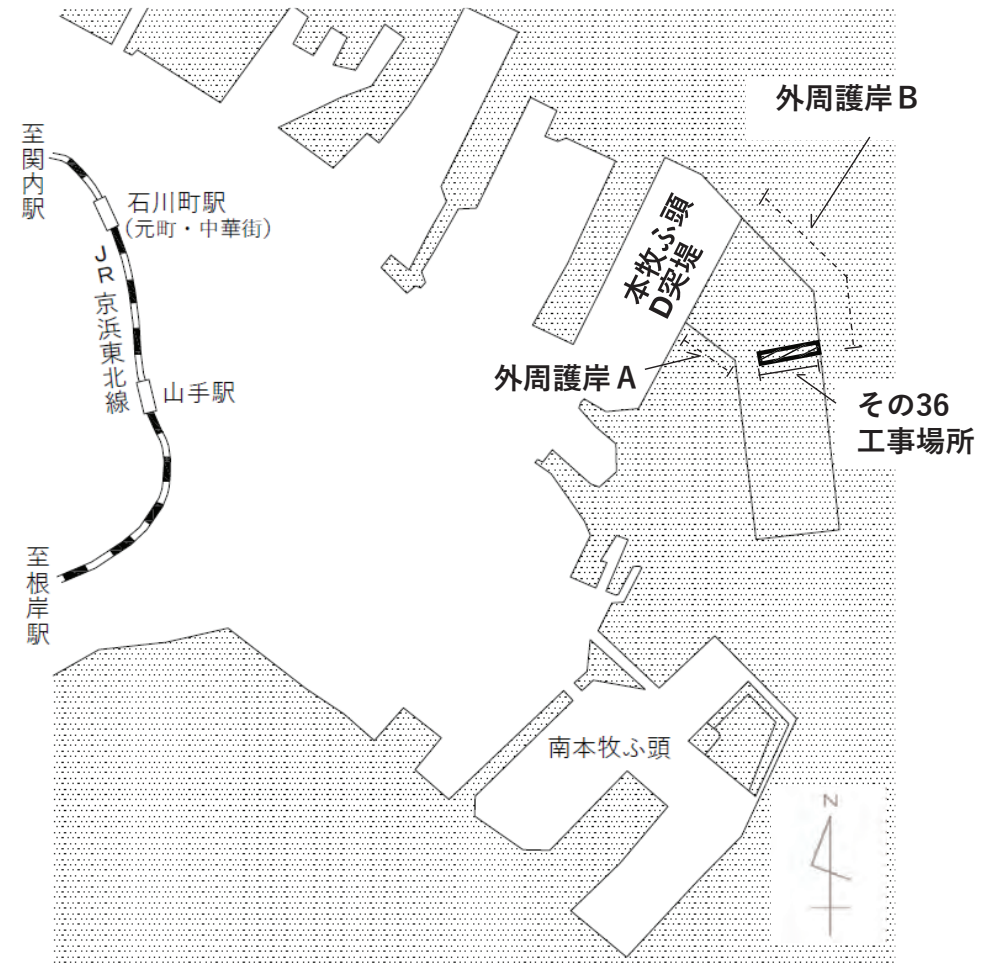 外周護岸B
至関内駅
石川町駅
(元町・中華街)
本牧ふ頭
D突堤
JR京浜東北線
外周護岸A
山手駅
その36
工事場所
至根岸駅
南本牧ふ頭
N